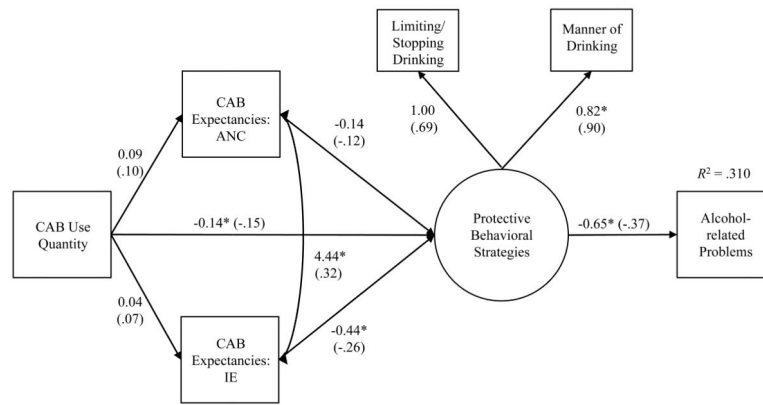 Limiting/
Stopping
Drinking
Manner of
Drinking
CAB
Expectancies:
ANC
1.00
(.69)
0.82*
(.90)
-0.14
(-.12)
0.09
(.10)
R² = .310
CAB Use
Quantity
-0.14* (-.15)
Protective
Behavioral
Strategies
-0.65* (-.37)
Alcohol-
related
Problems
4.44*
(.32)
0.04
(.07)
-0.44*
(-.26)
CAB
Expectancies:
IE